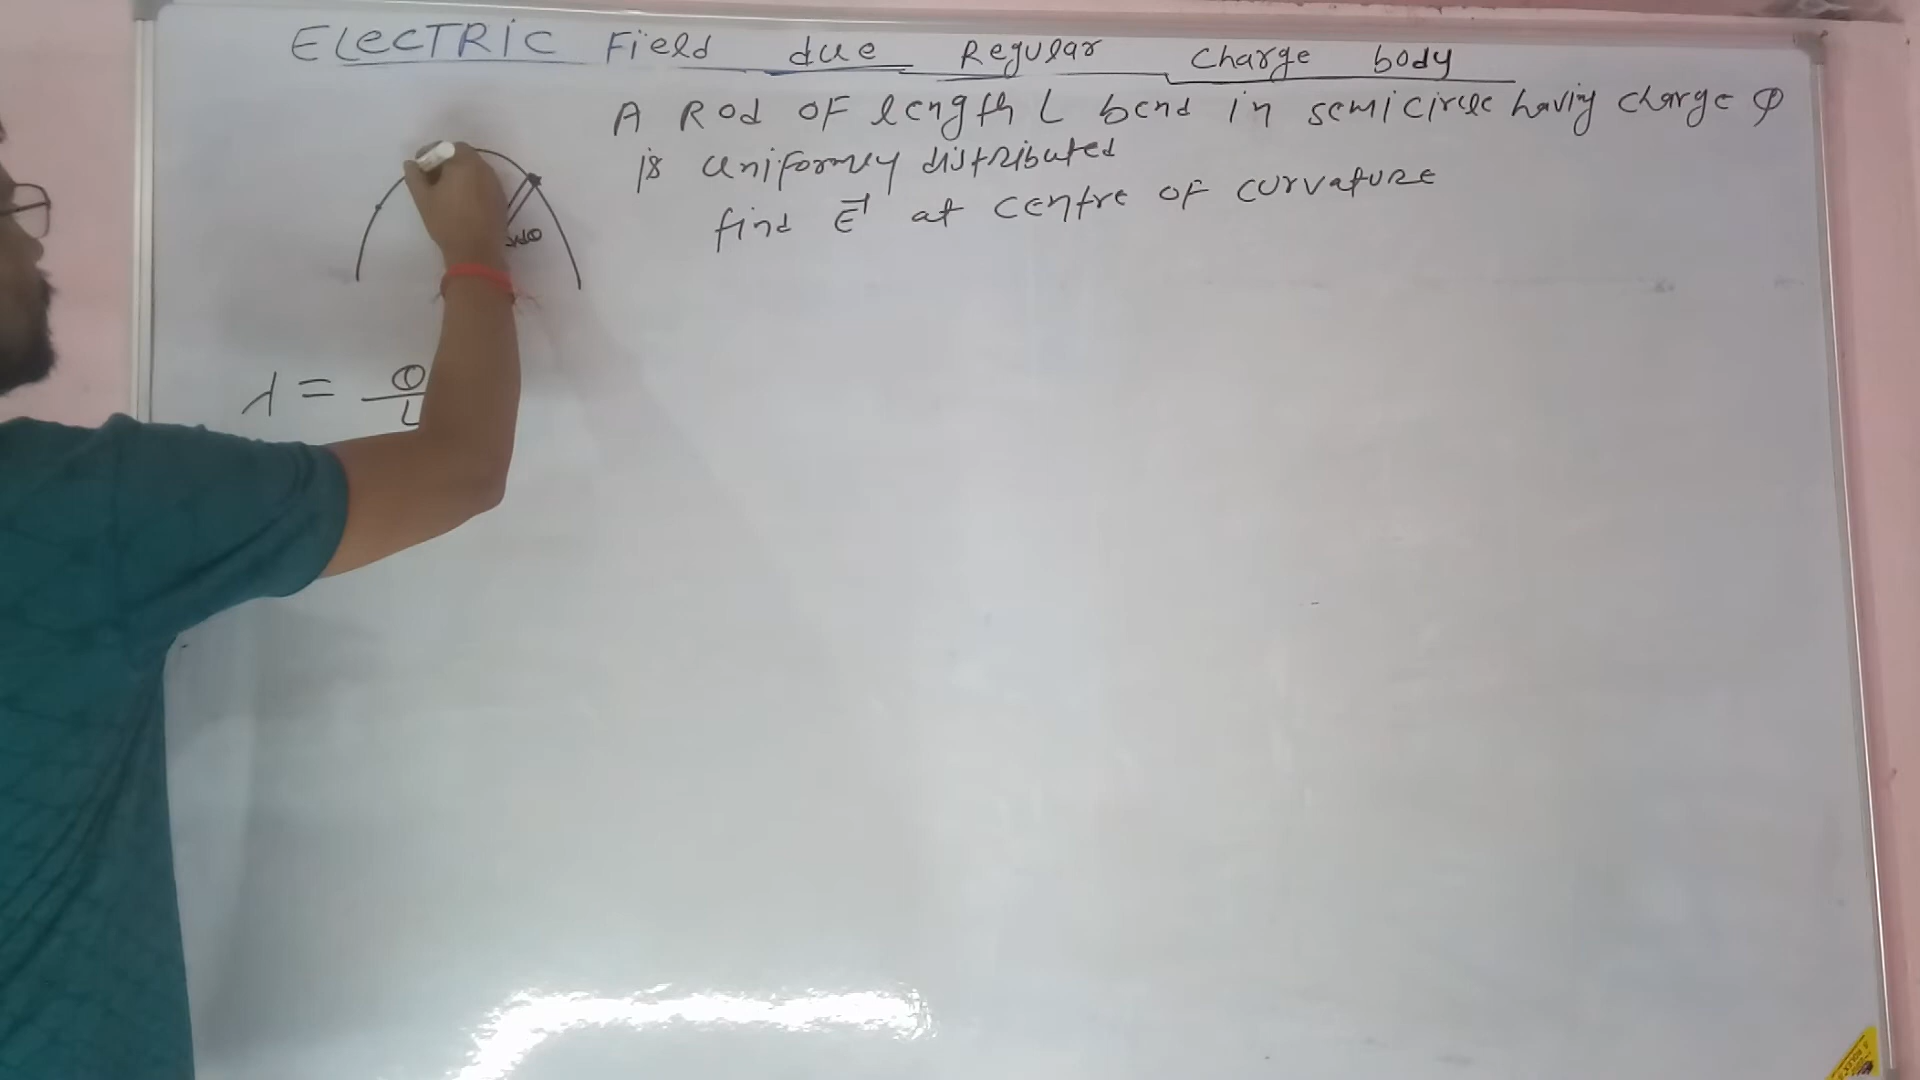 ELECTRIC Field due Regular charge body
A Rod OF length L bend in semicircle having charge Q
is uniformly distributed
find E⃗ at centre of curvature
λ = Q/L